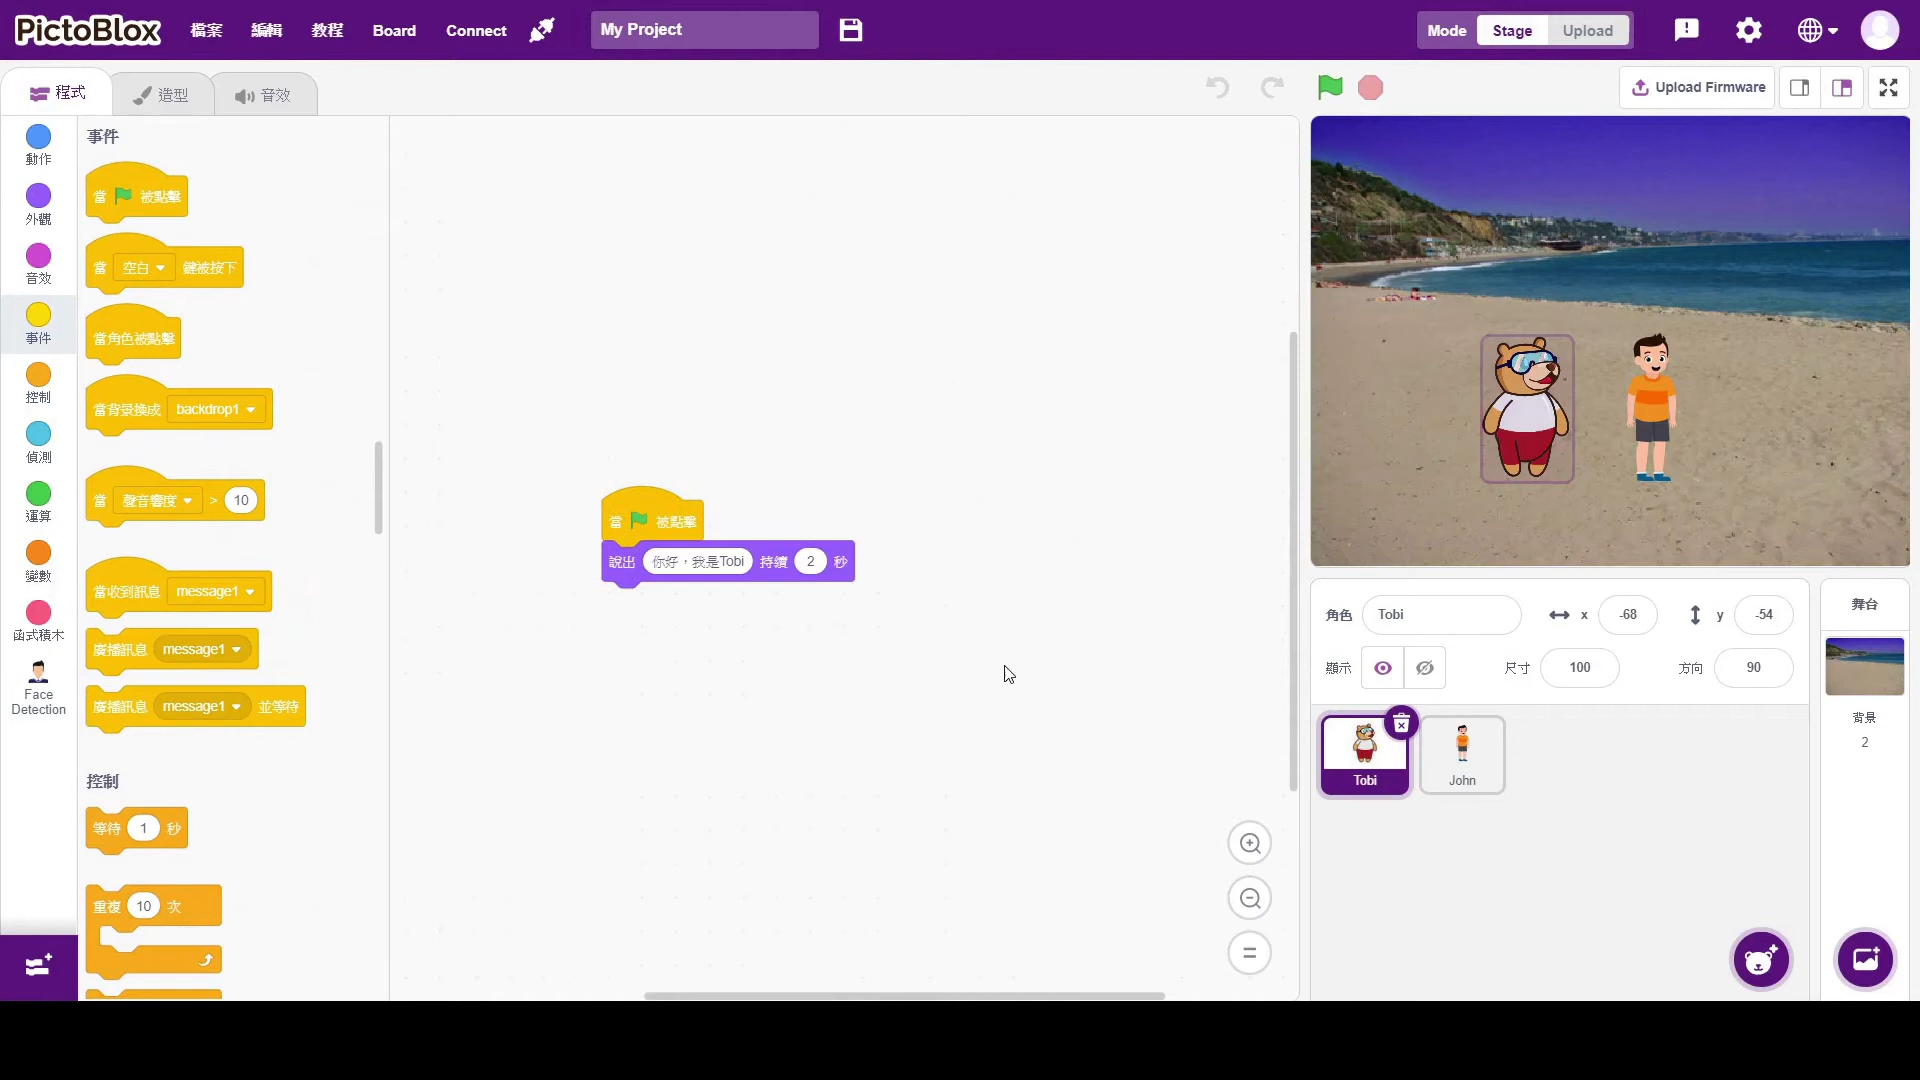 PictoBlox
檔案
編輯
教程
Board
Connect
My Project
Mode
Stage
Upload
程式
造型
音效
Upload Firmware
動作
外觀
音效
事件
控制
偵測
運算
變數
函式積木
Face
Detection
事件
當 被點擊
當 空白 鍵被按下
當角色被點擊
當背景換成 backdrop1
當 聲音響度 > 10
當收到訊息 message1
廣播訊息 message1
廣播訊息 message1 並等待
控制
等待 1 秒
重複 10 次
當 被點擊
說出 你好，我是Tobi 持續 2 秒
角色 Tobi x -68 y -54
顯示 尺寸 100 方向 90
Tobi
John
舞台
背景
2